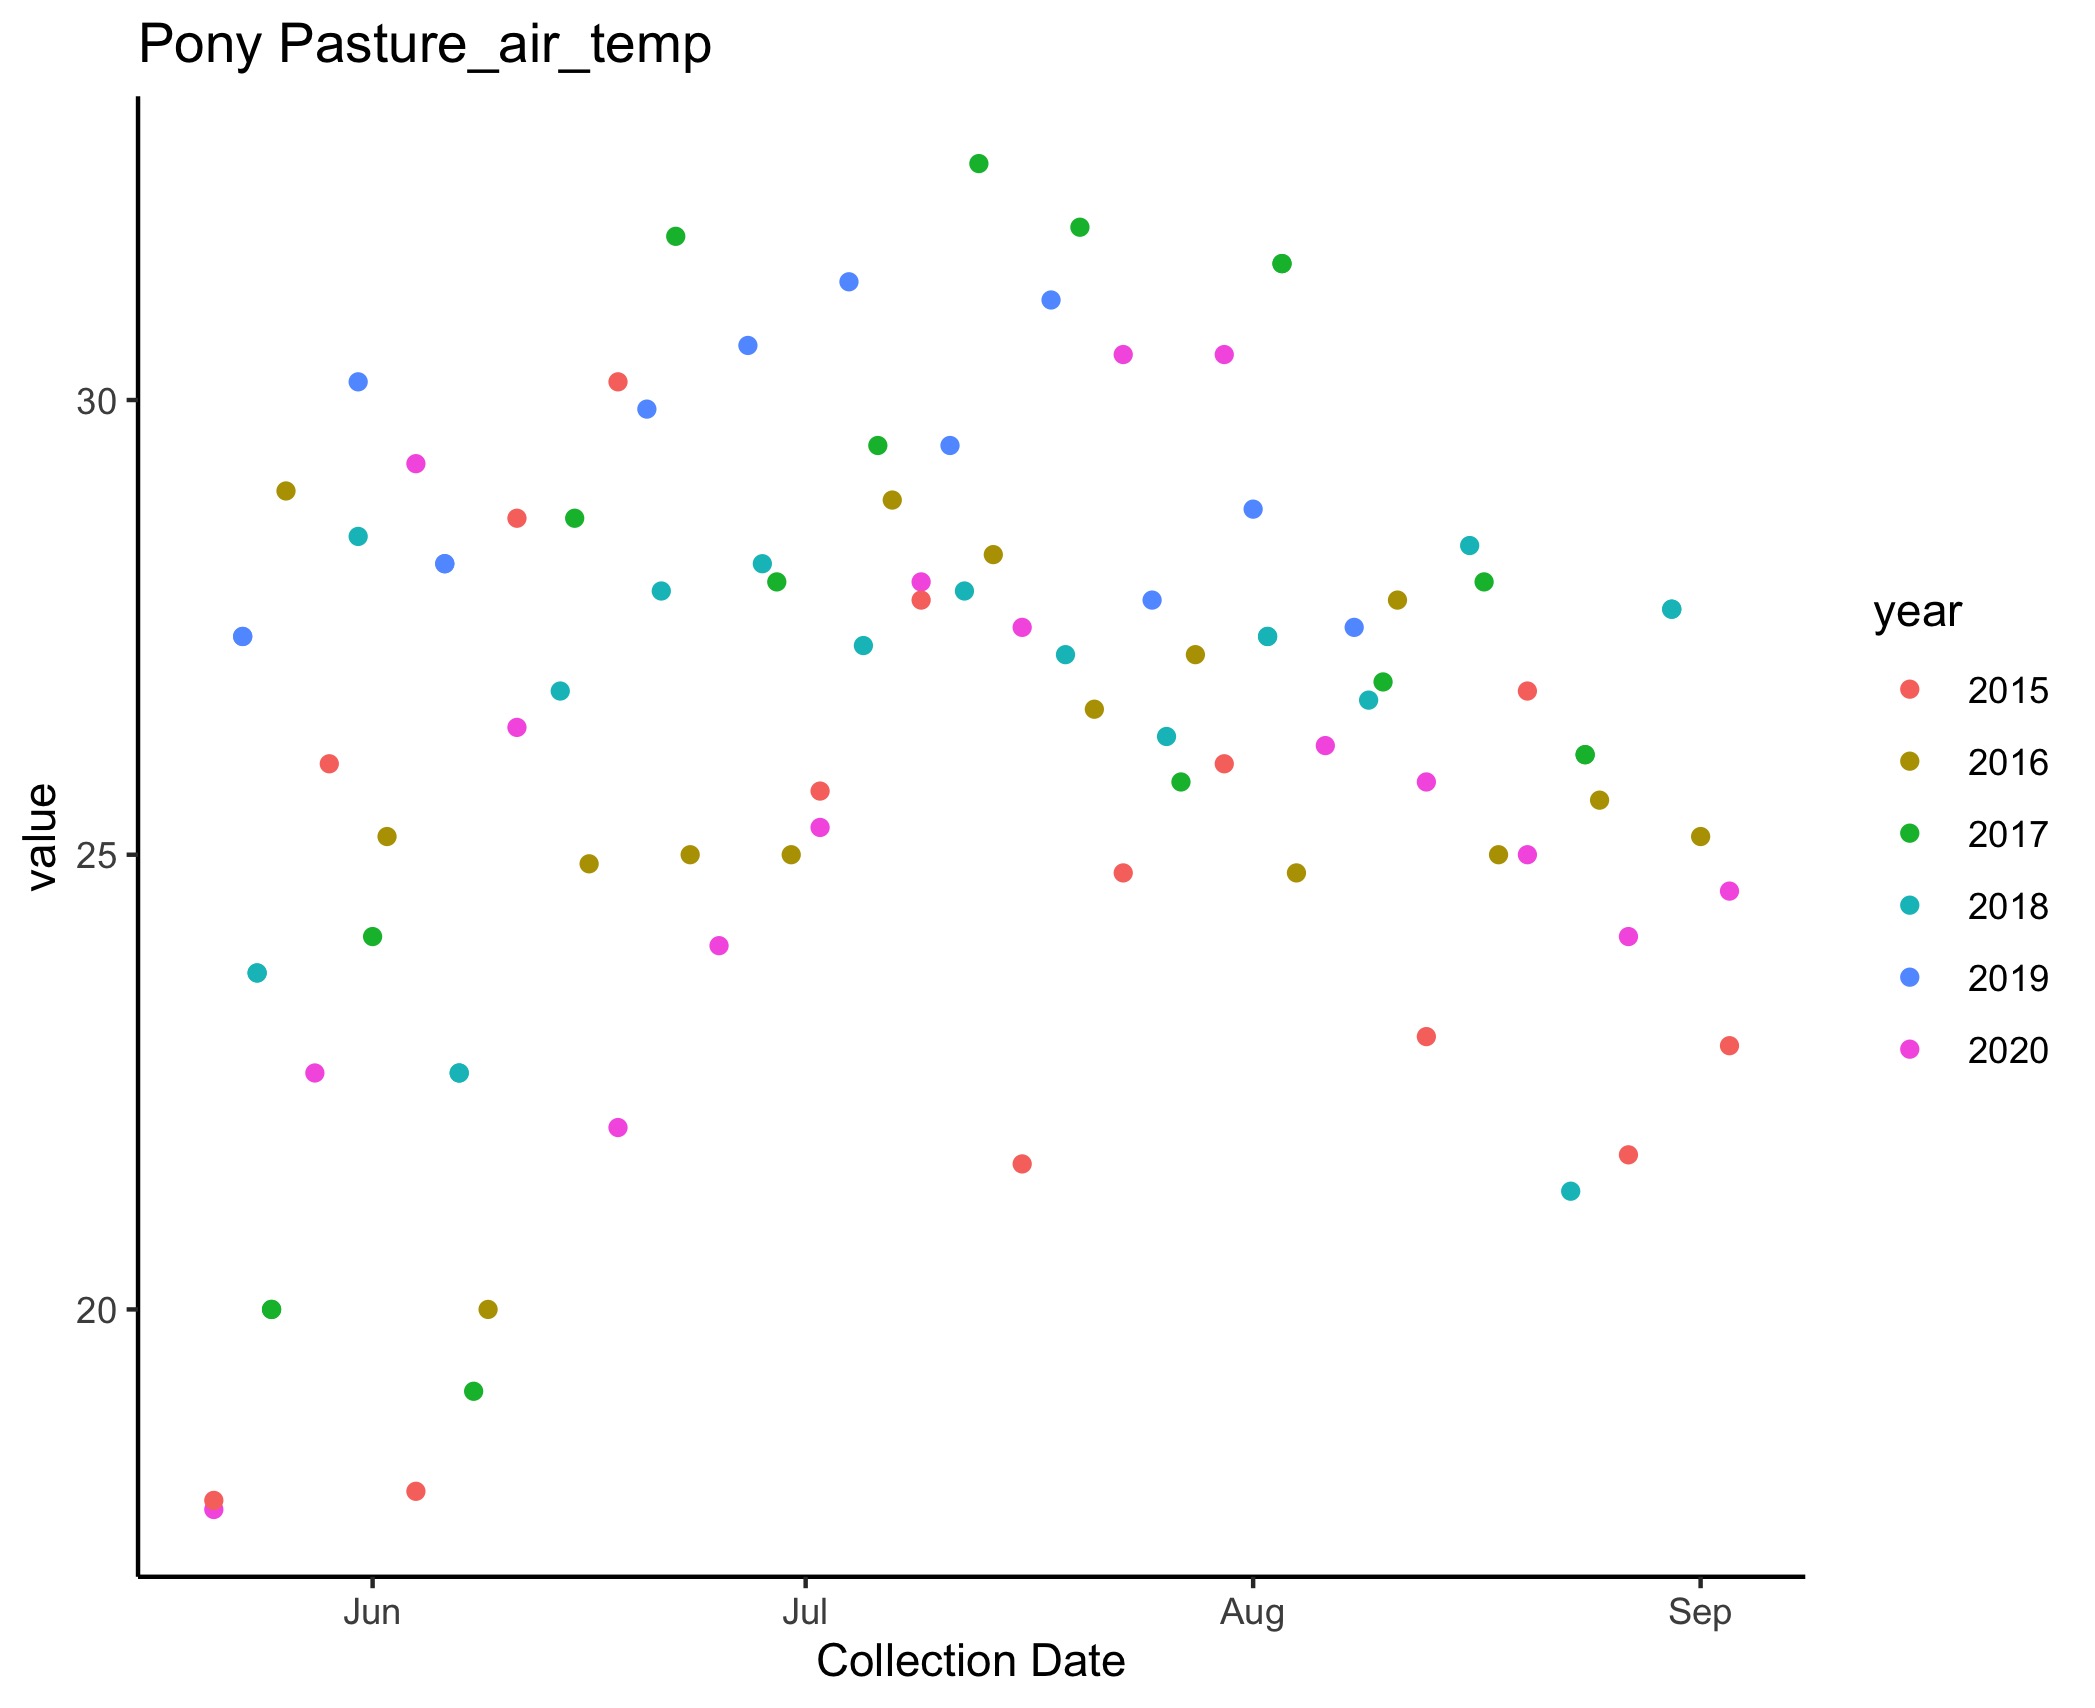 Pony Pasture_air_temp
30
25
20
value
Jun
Jul
Aug
Sep
Collection Date
year
2015
2016
2017
2018
2019
2020